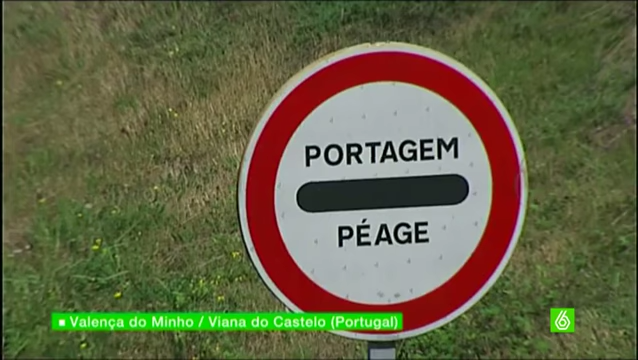 PORTAGEM
PÉAGE
Valença do Minho / Viana do Castelo (Portugal)
6